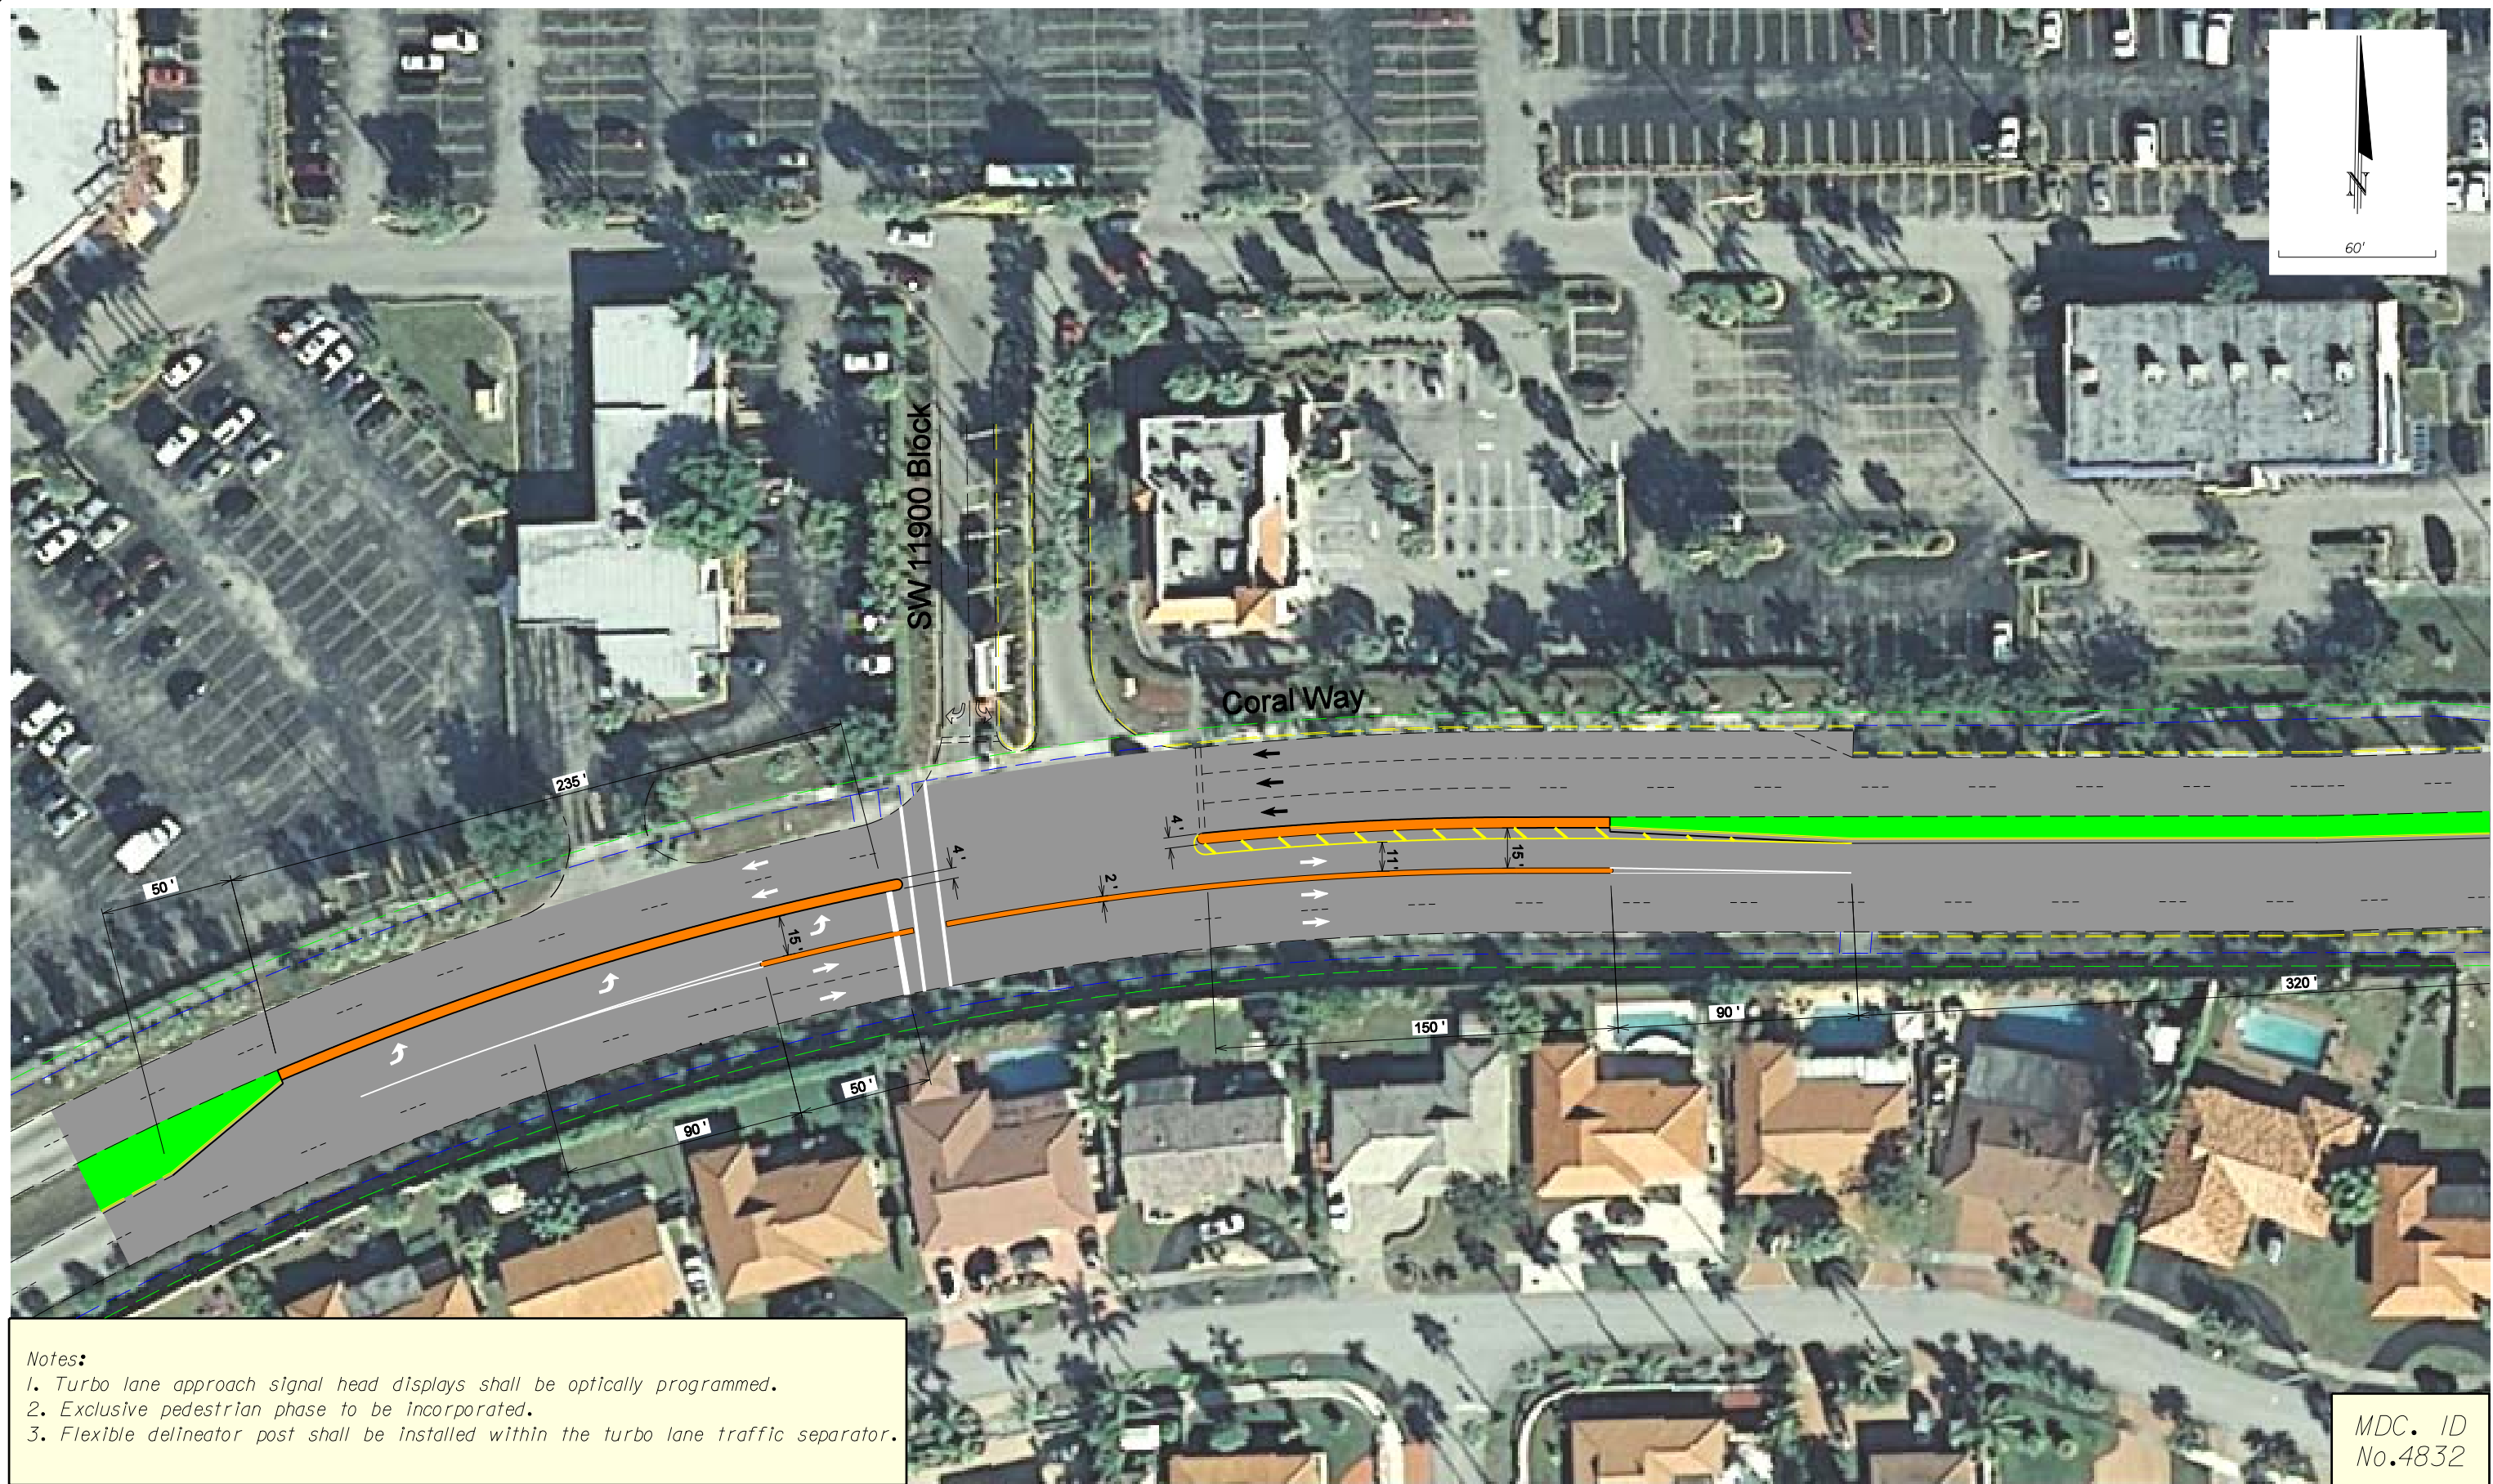 N
60'
SW 11900 Block
Coral Way
235 '
50 '
4 '
4 '
11 '
15 '
2 '
15 '
320 '
90 '
150 '
50 '
90 '
Notes:
1. Turbo lane approach signal head displays shall be optically programmed.
2. Exclusive pedestrian phase to be incorporated.
3. Flexible delineator post shall be installed within the turbo lane traffic separator.
MDC. ID
No.4832